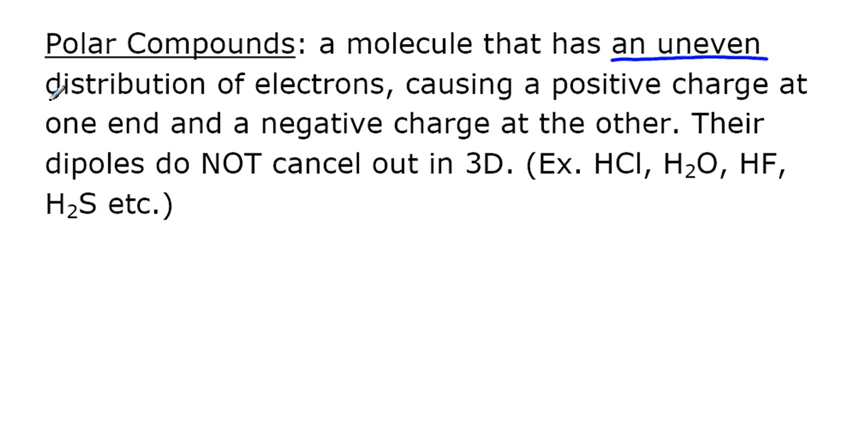 Polar Compounds: a molecule that has an uneven
distribution of electrons, causing a positive charge at
one end and a negative charge at the other. Their
dipoles do NOT cancel out in 3D. (Ex. HCl, H₂O, HF,
H₂S etc.)